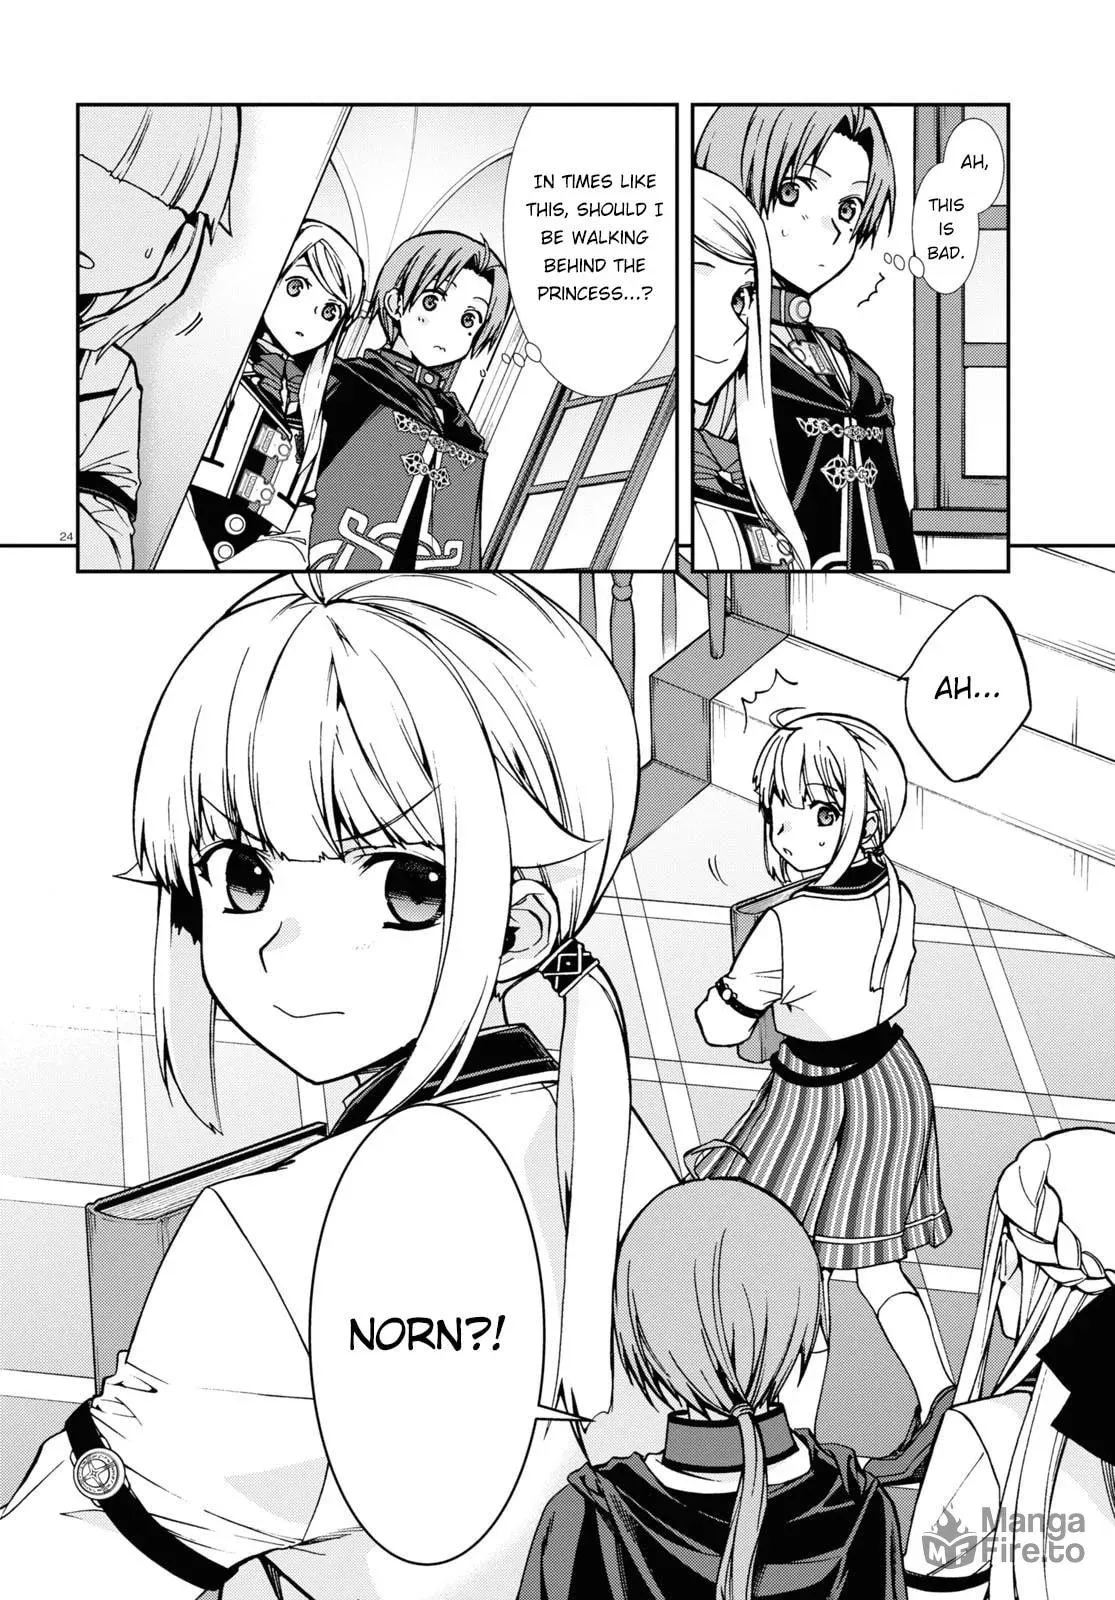 AH,
THIS
IS
BAD.
IN TIMES LIKE
THIS, SHOULD I
BE WALKING
BEHIND THE
PRINCESS...?
24
AH...
NORN?!
Manga
MF Fire.to